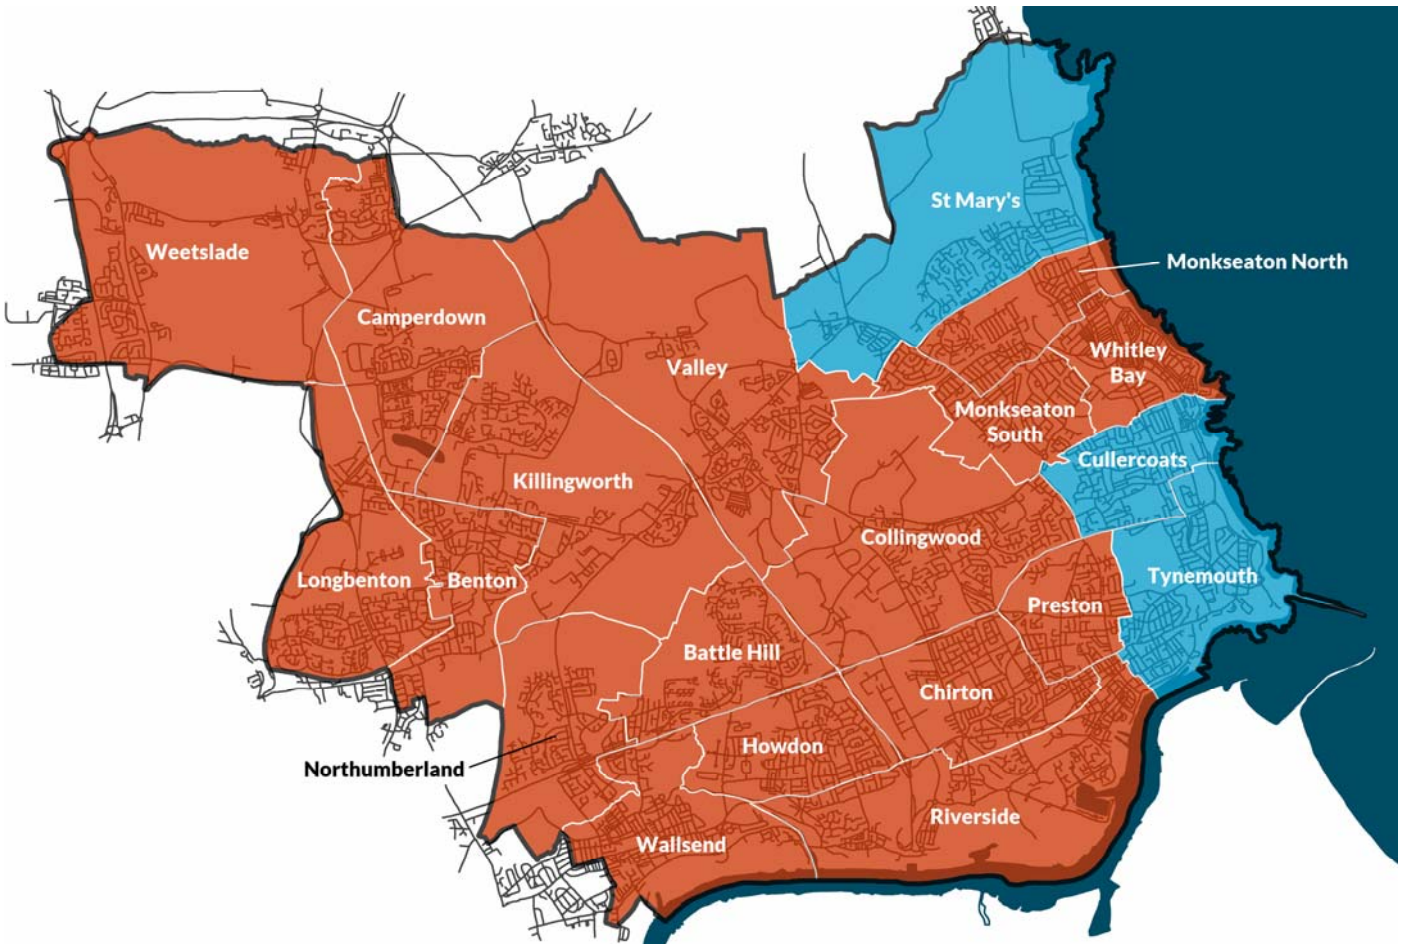 St Mary's
Monkseaton North
Weetslade
Camperdown
Whitley
Bay
Valley
Monkseaton
South
Cullercoats
Killingworth
Collingwood
Longbenton
Benton
Tynemouth
Preston
Battle Hill
Chirton
Howdon
Northumberland
Riverside
Wallsend